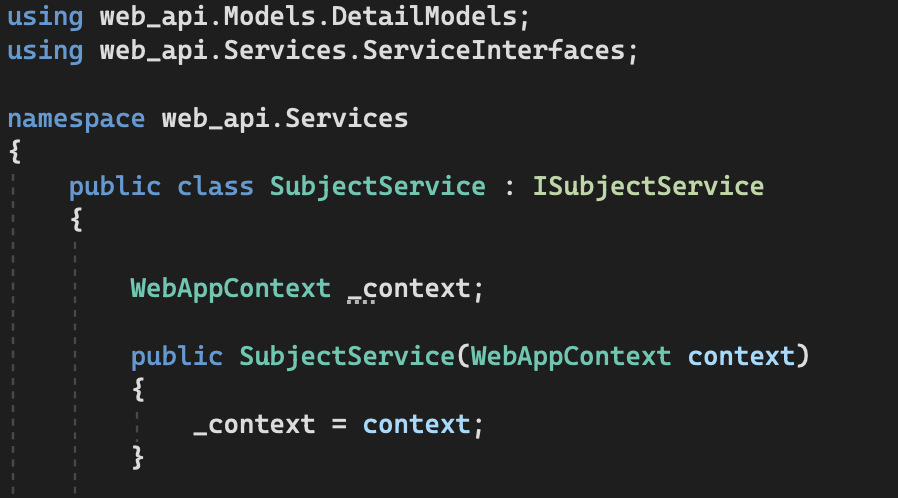 using web_api.Models.DetailModels;
using web_api.Services.ServiceInterfaces;
namespace web_api.Services
{
public class SubjectService : ISubjectService
{
WebAppContext _context;
public SubjectService(WebAppContext context)
{
_context = context;
}